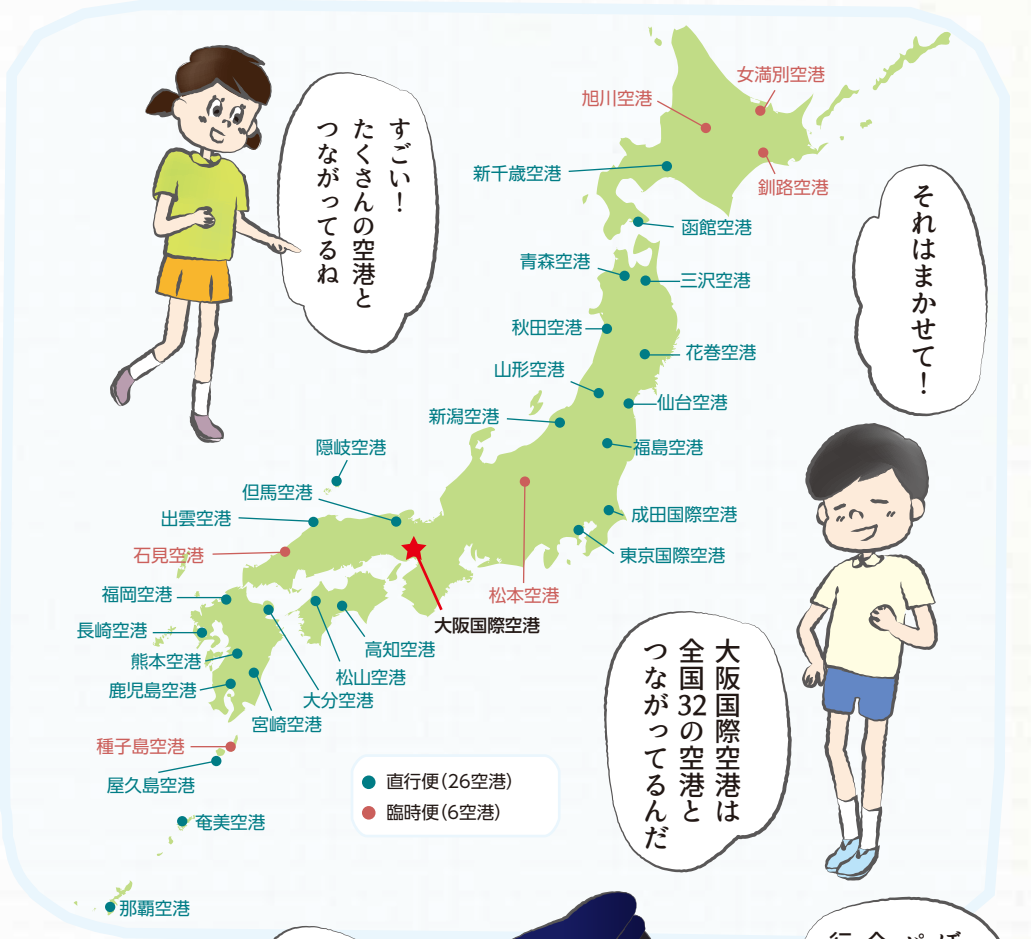 すごい！
たくさんの空港と
つながってるね
女満別空港
旭川空港
新千歳空港
釧路空港
函館空港
青森空港
三沢空港
秋田空港
花巻空港
山形空港
仙台空港
新潟空港
福島空港
隠岐空港
但馬空港
出雲空港
成田国際空港
石見空港
東京国際空港
松本空港
福岡空港
大阪国際空港
長崎空港
高知空港
熊本空港
松山空港
鹿児島空港
大分空港
宮崎空港
種子島空港
屋久島空港
奄美空港
那覇空港
直行便（26空港）
臨時便（6空港）
それはまかせて！
大阪国際空港は
全国32の空港と
つながってるんだ